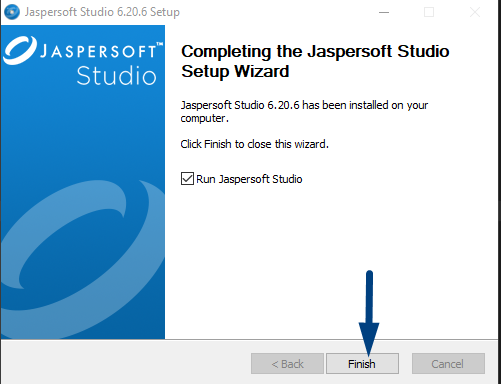 Jaspersoft Studio 6.20.6 Setup
JASPERSOFT™
Studio
Completing the Jaspersoft Studio
Setup Wizard
Jaspersoft Studio 6.20.6 has been installed on your
computer.
Click Finish to close this wizard.
Run Jaspersoft Studio
< Back
Finish
Cancel